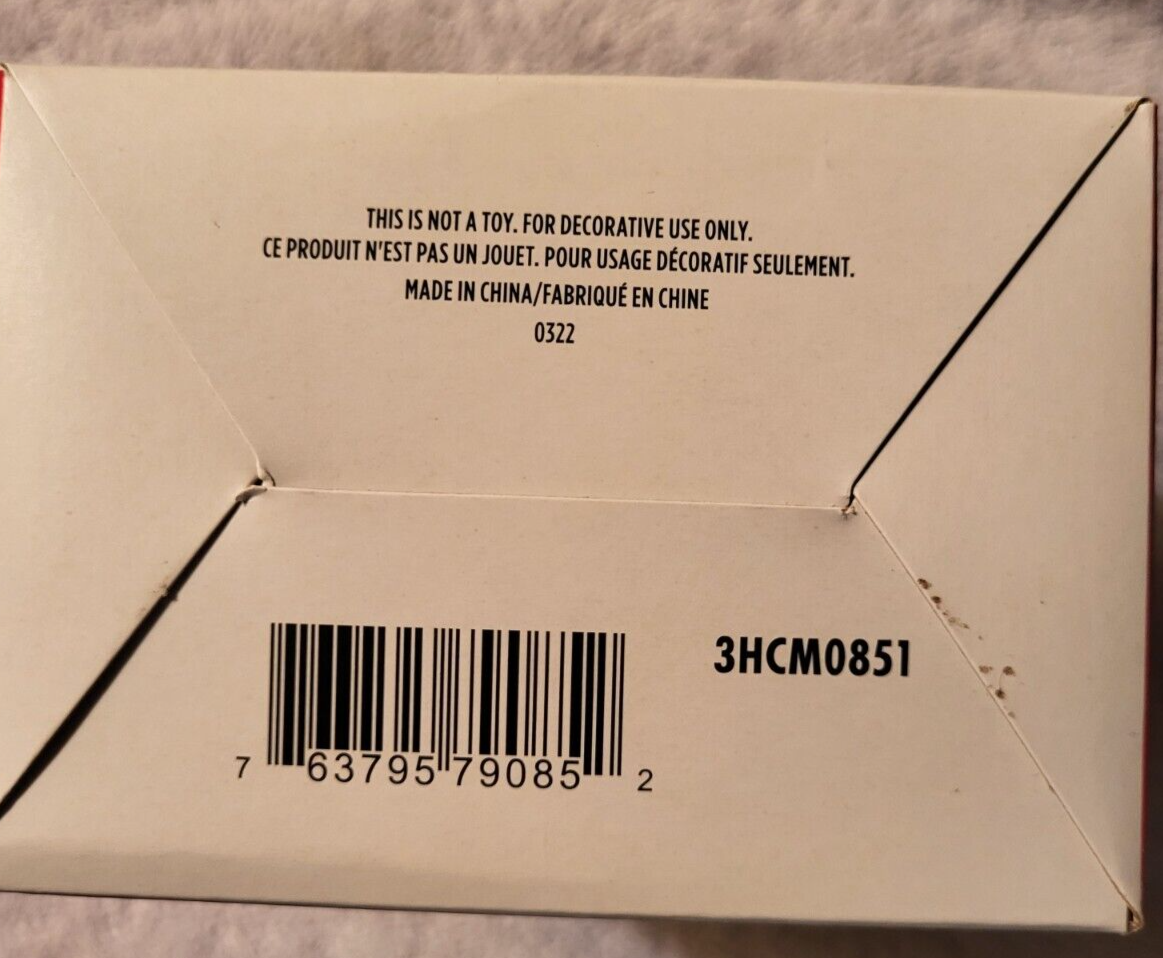 THIS IS NOT A TOY. FOR DECORATIVE USE ONLY.
CE PRODUIT N'EST PAS UN JOUET. POUR USAGE DÉCORATIF SEULEMENT.
MADE IN CHINA/FABRIQUÉ EN CHINE
0322
3HCM0851
7 63795 79085 2